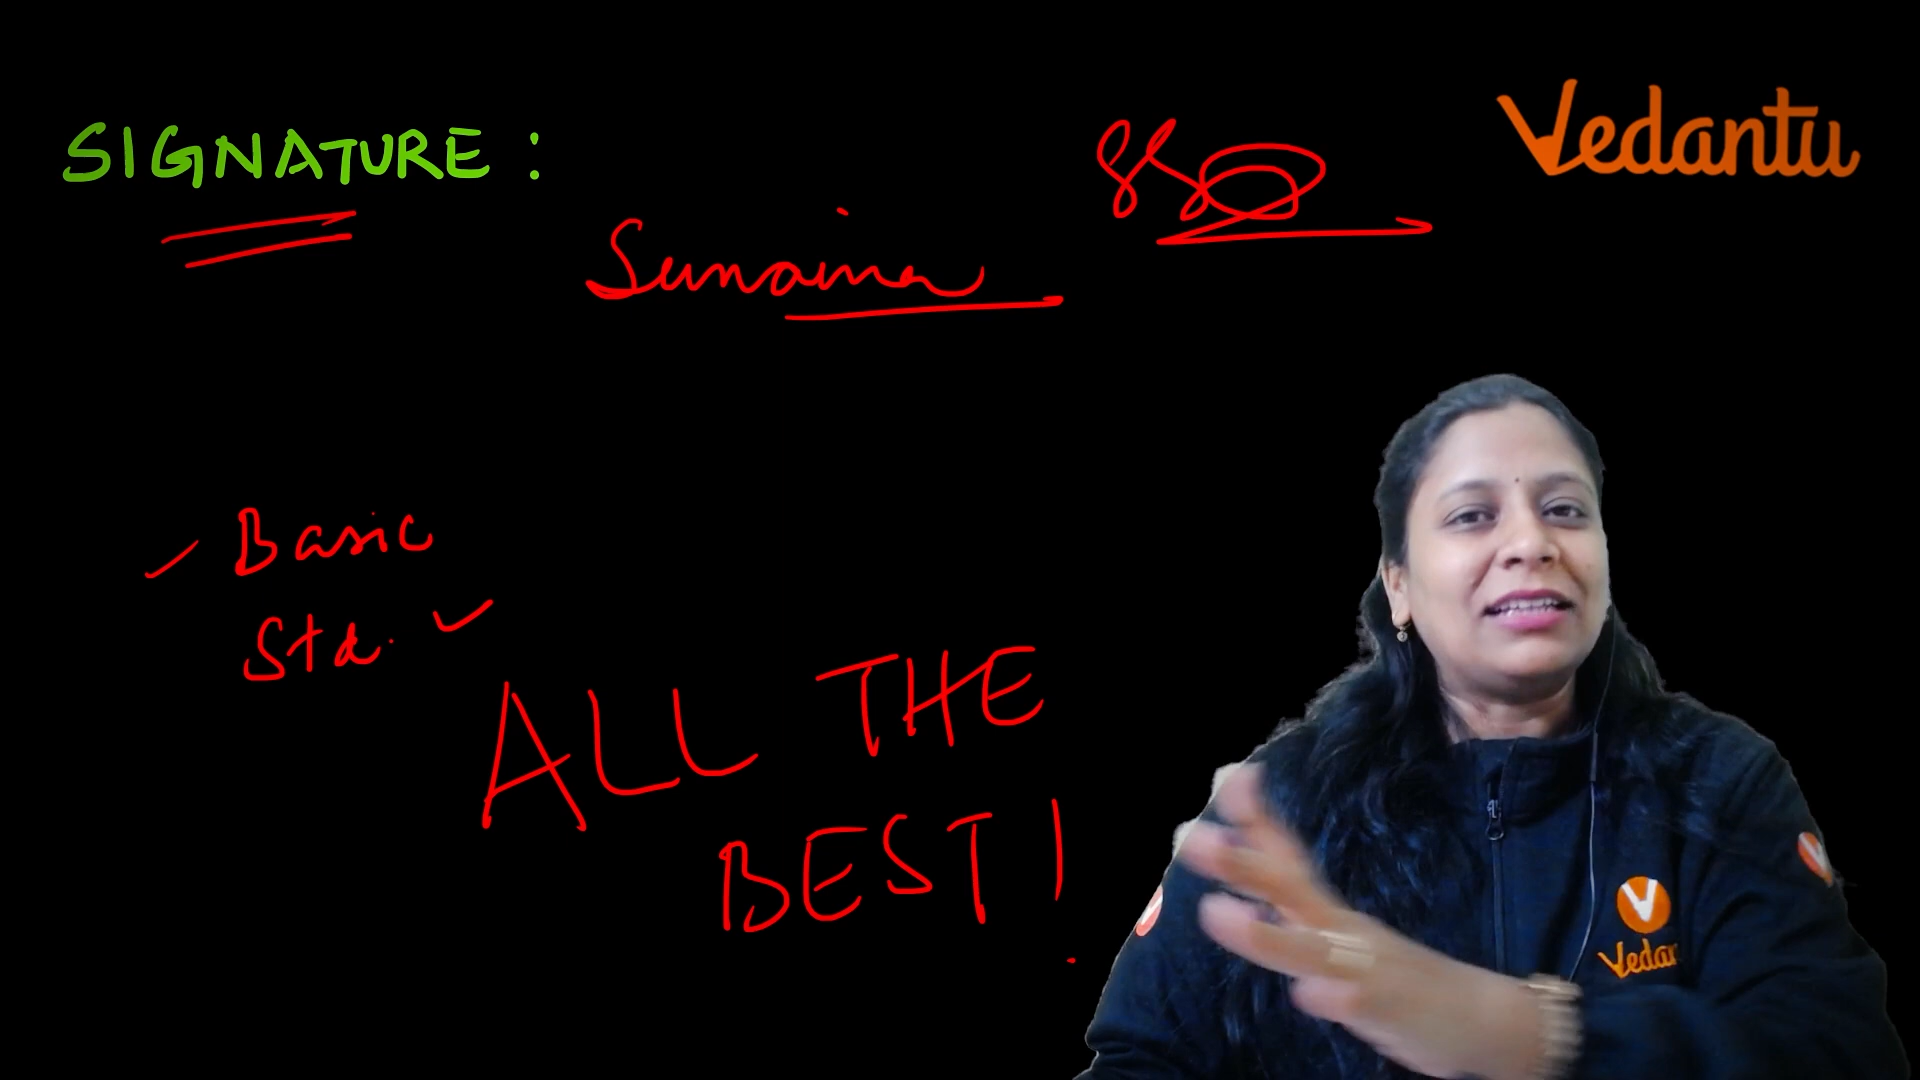 SIGNATURE :
Vedantu
Sunaina
Basic
Std.
ALL THE
BEST!
Vedan